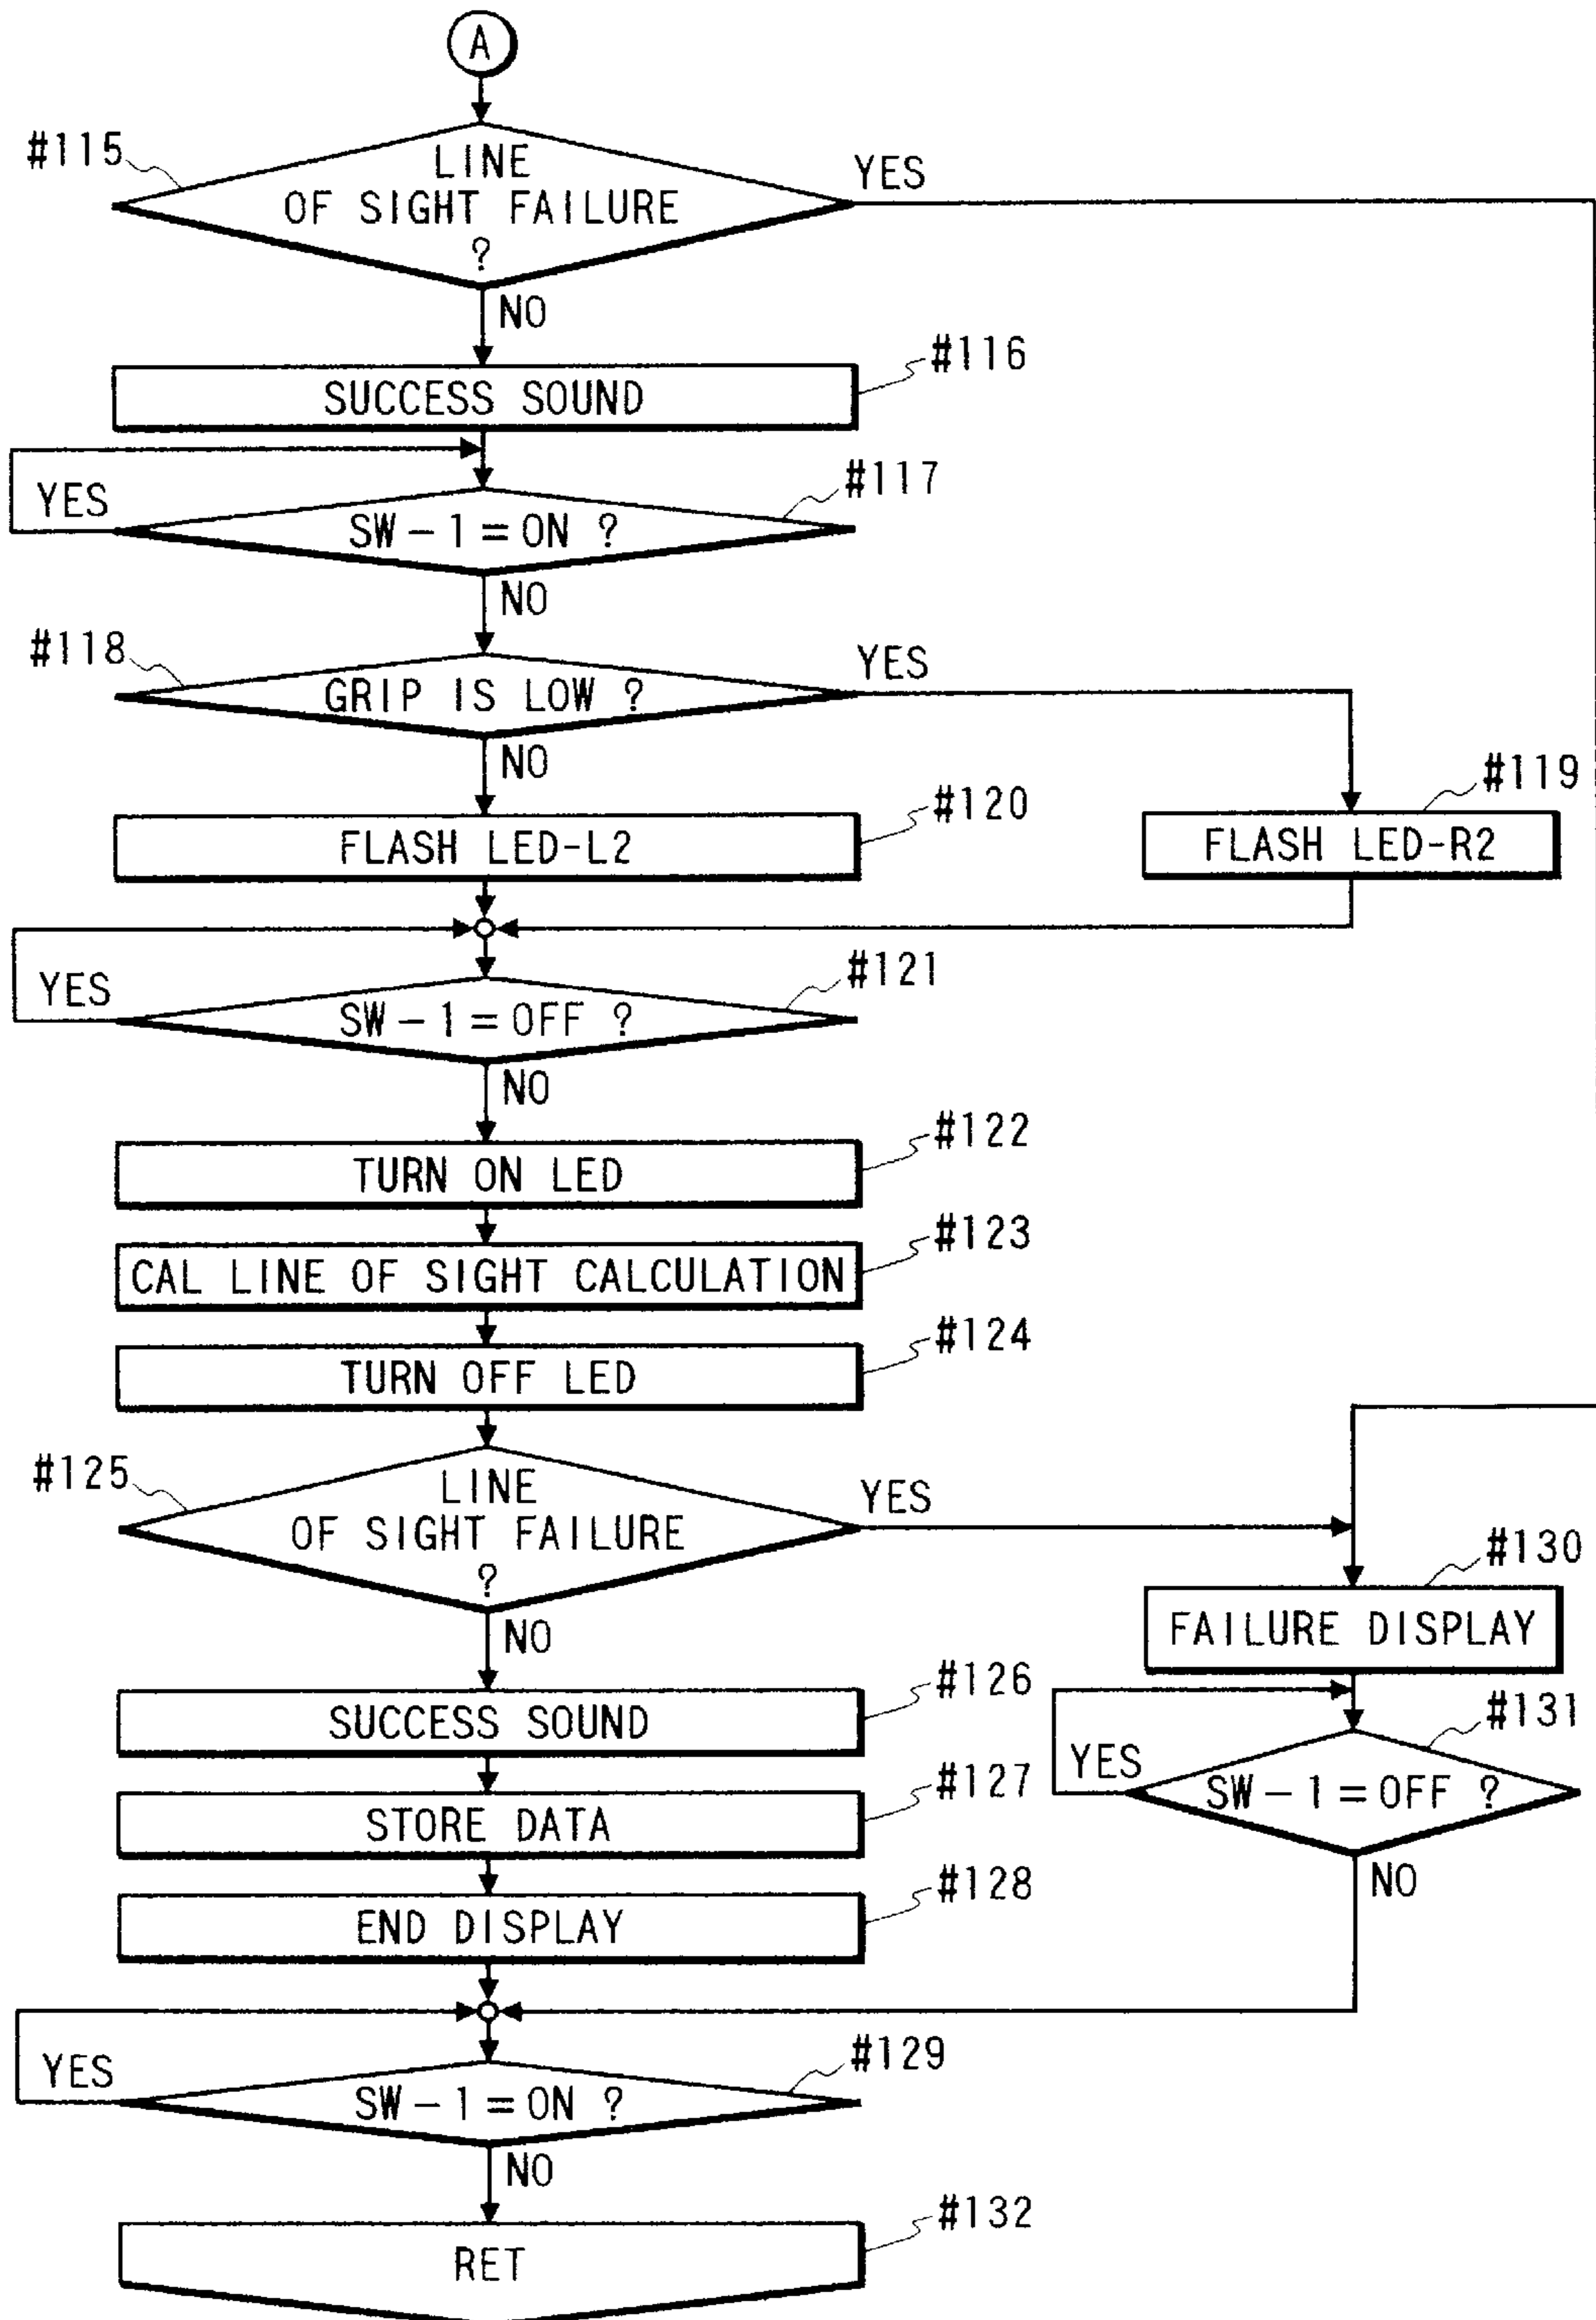 A
#115
LINE
OF SIGHT FAILURE
?
YES
NO
#116
SUCCESS SOUND
#117
YES
SW-1=ON ?
NO
#118
GRIP IS LOW ?
YES
NO
#119
FLASH LED-R2
#120
FLASH LED-L2
#121
YES
SW-1=OFF ?
NO
#122
TURN ON LED
#123
CAL LINE OF SIGHT CALCULATION
#124
TURN OFF LED
#125
LINE
OF SIGHT FAILURE
?
YES
NO
#130
FAILURE DISPLAY
#126
SUCCESS SOUND
#131
YES
SW-1=OFF ?
NO
#127
STORE DATA
#128
END DISPLAY
#129
YES
SW-1=ON ?
NO
#132
RET